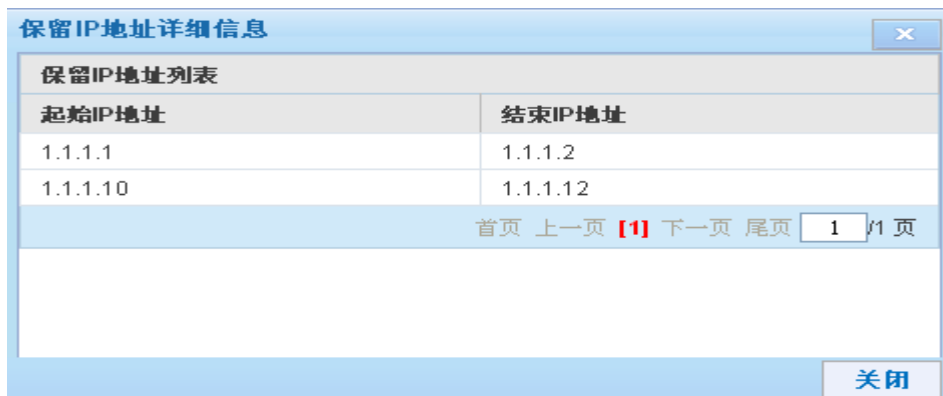 保留IP地址详细信息
保留IP地址列表
起始IP地址 结束IP地址
1.1.1.1 1.1.1.2
1.1.1.10 1.1.1.12
首页 上一页 [1] 下一页 尾页 1 /1 页
关闭